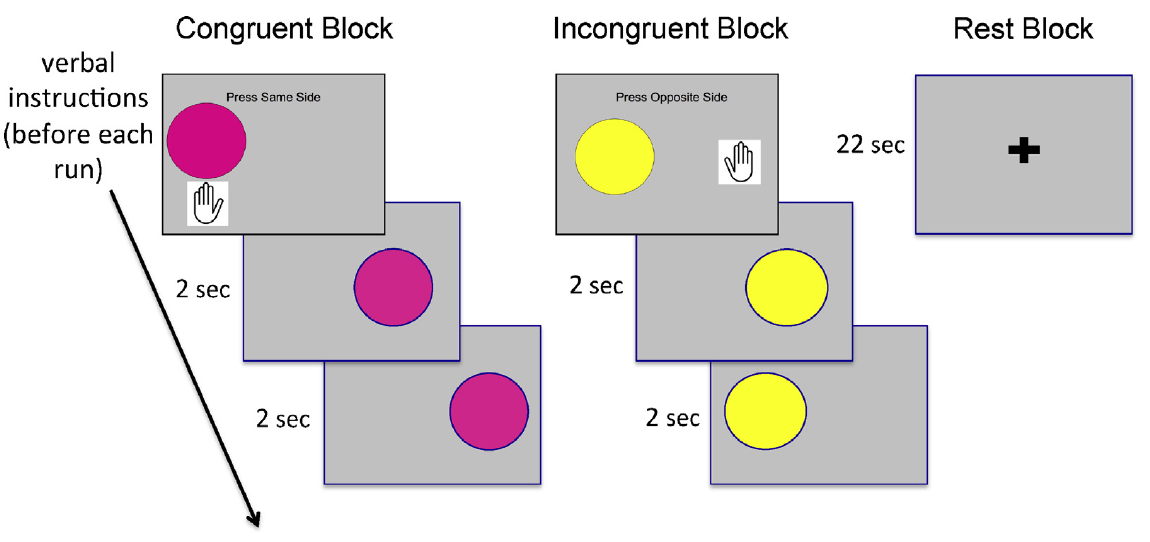 Congruent Block
Incongruent Block
Rest Block
verbal
instructions
(before each
run)
Press Same Side
Press Opposite Side
22 sec
2 sec
2 sec
2 sec
2 sec